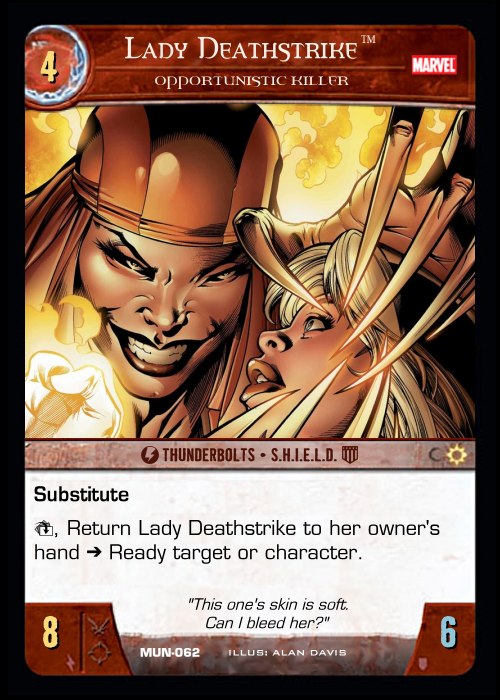 4
LADY DEATHSTRIKE™
MARVEL
OPPORTUNISTIC KILLER
THUNDERBOLTS • S.H.I.E.L.D.
C
Substitute
, Return Lady Deathstrike to her owner's
hand ➔ Ready target or character.
"This one's skin is soft.
Can I bleed her?"
8
6
MUN-062 ILLUS: ALAN DAVIS